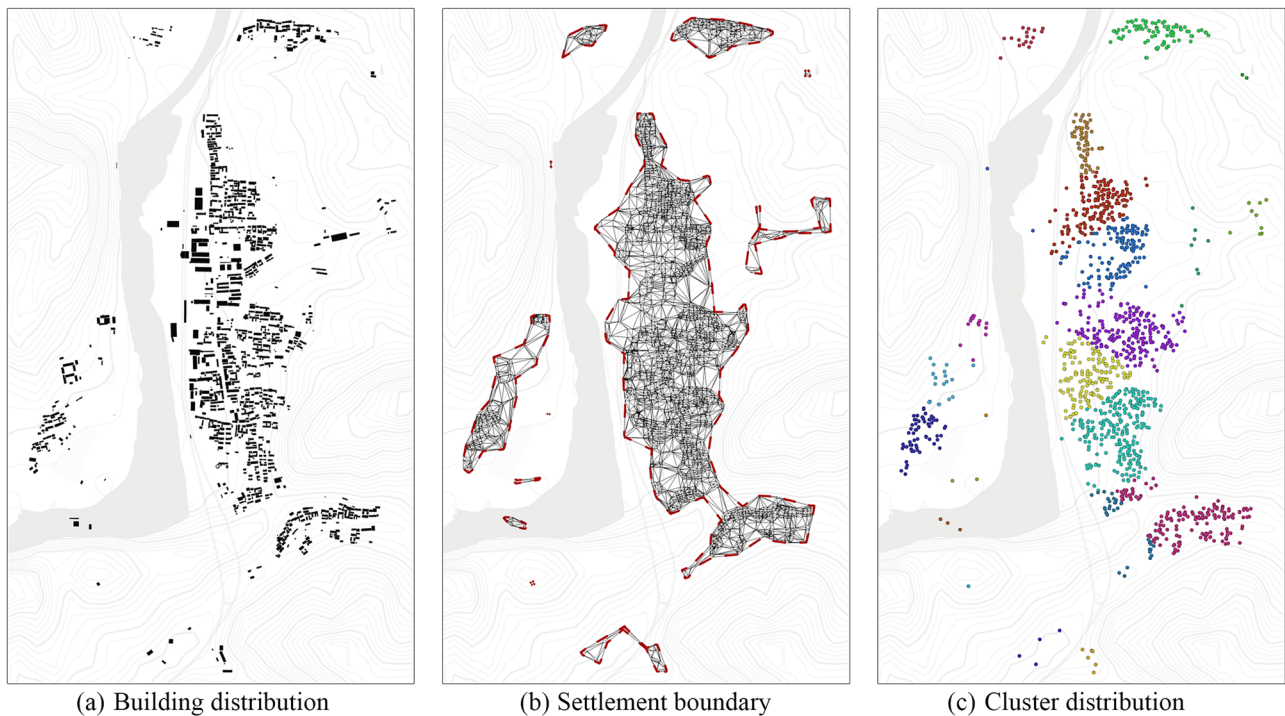 (a) Building distribution
(b) Settlement boundary
(c) Cluster distribution